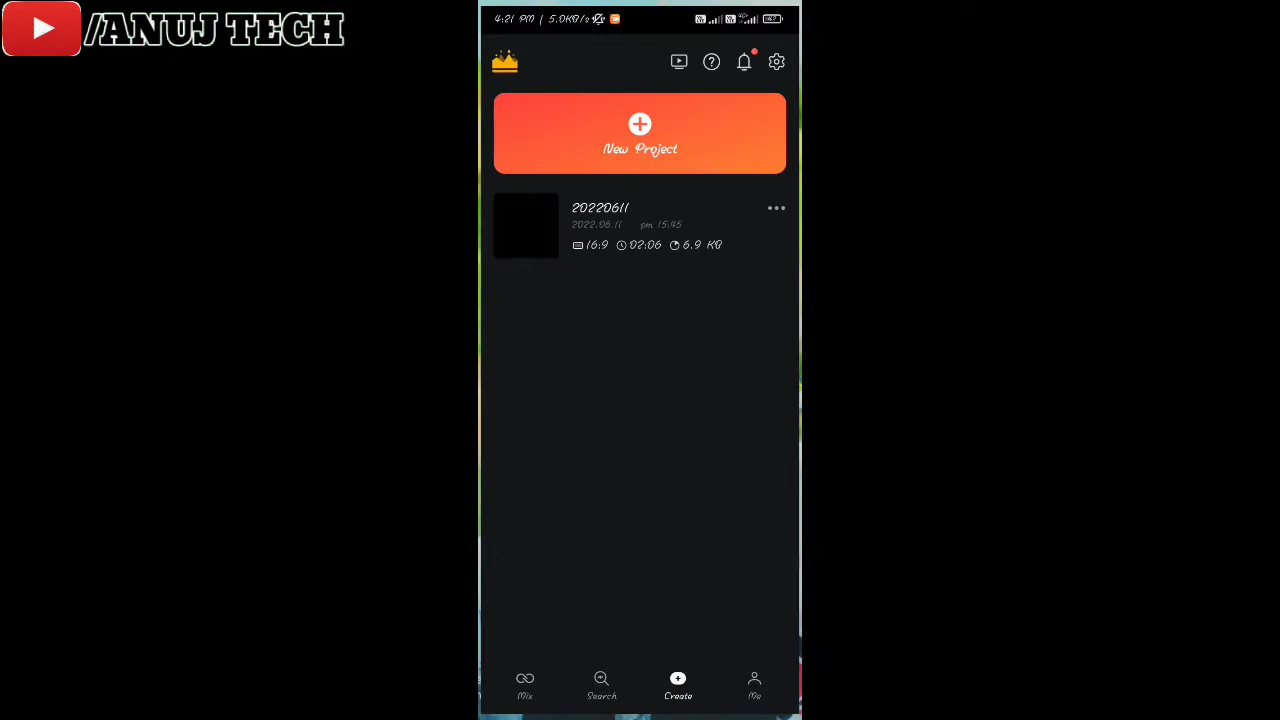 /ANUJ TECH
4:21 PM | 5.0KB/s
New Project
20220611
2022.06.11 pm 15:45
16:9 02:06 6.9 KB
Mix
Search
Create
Me